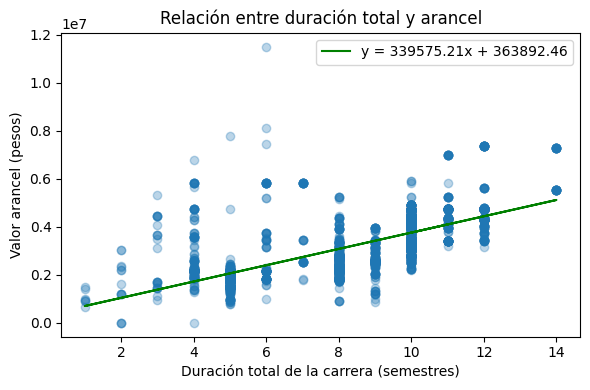 Relación entre duración total y arancel
1e7
y = 339575.21x + 363892.46
1.2
1.0
0.8
0.6
0.4
0.2
0.0
Valor arancel (pesos)
2 4 6 8 10 12 14
Duración total de la carrera (semestres)